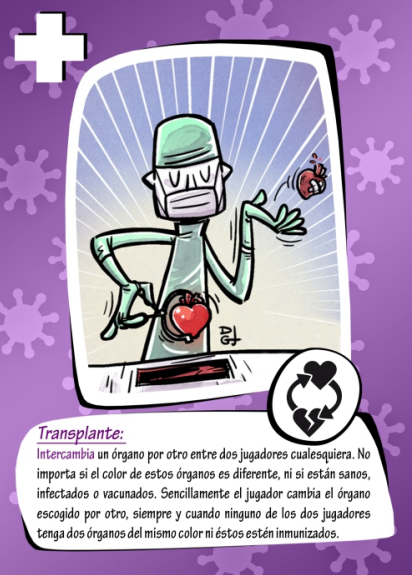 Transplante:
Intercambia un órgano por otro entre dos jugadores cualesquiera. No
importa si el color de estos órganos es diferente, ni si están sanos,
infectados o vacunados. Sencillamente el jugador cambia el órgano
escogido por otro, siempre y cuando ninguno de los dos jugadores
tenga dos órganos del mismo color ni éstos estén inmunizados.